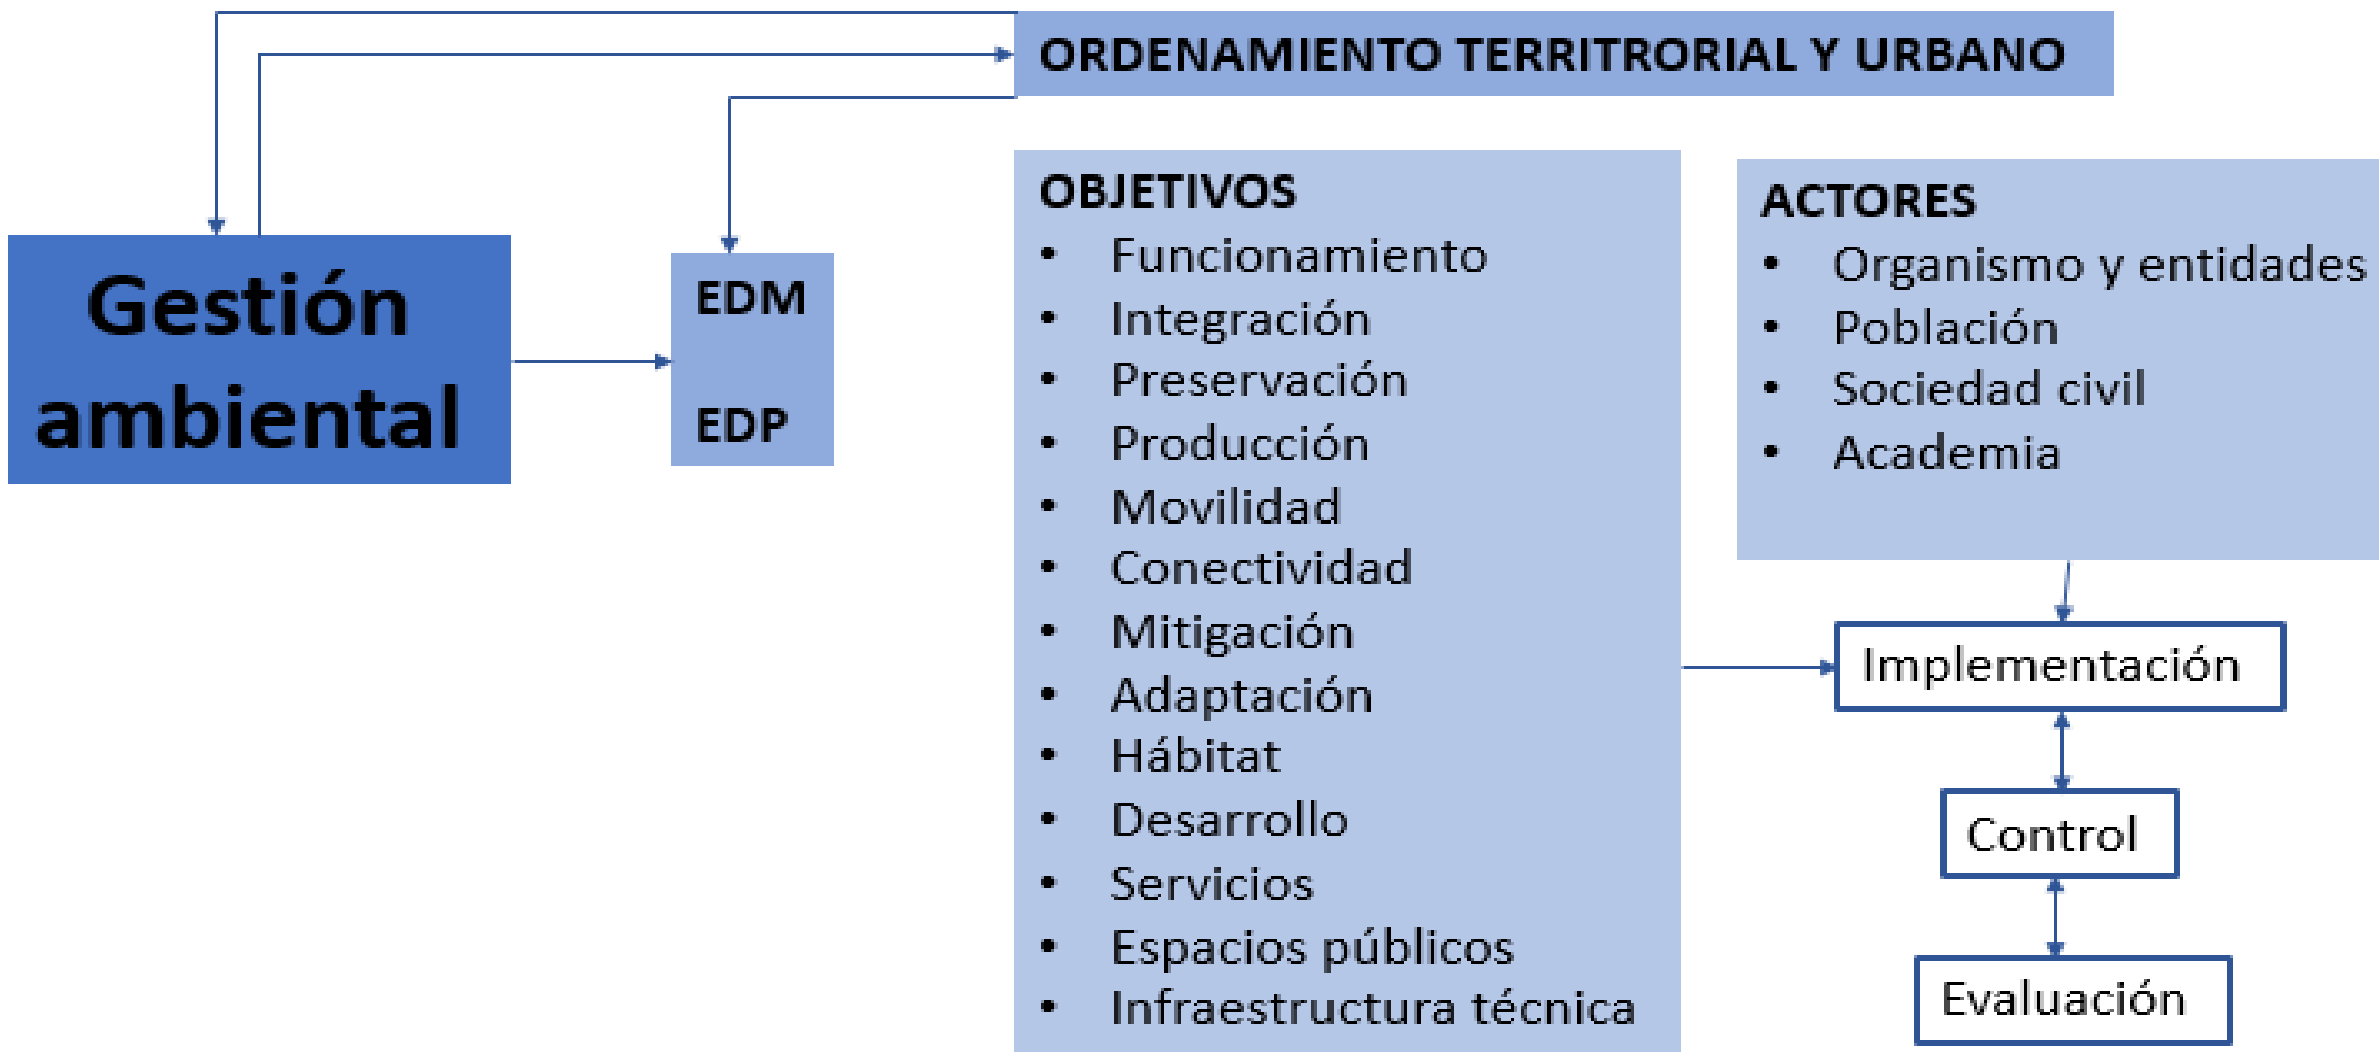 ORDENAMIENTO TERRITRORIAL Y URBANO
Gestión
ambiental
EDM
EDP
OBJETIVOS
• Funcionamiento
• Integración
• Preservación
• Producción
• Movilidad
• Conectividad
• Mitigación
• Adaptación
• Hábitat
• Desarrollo
• Servicios
• Espacios públicos
• Infraestructura técnica
ACTORES
• Organismo y entidades
• Población
• Sociedad civil
• Academia
Implementación
Control
Evaluación